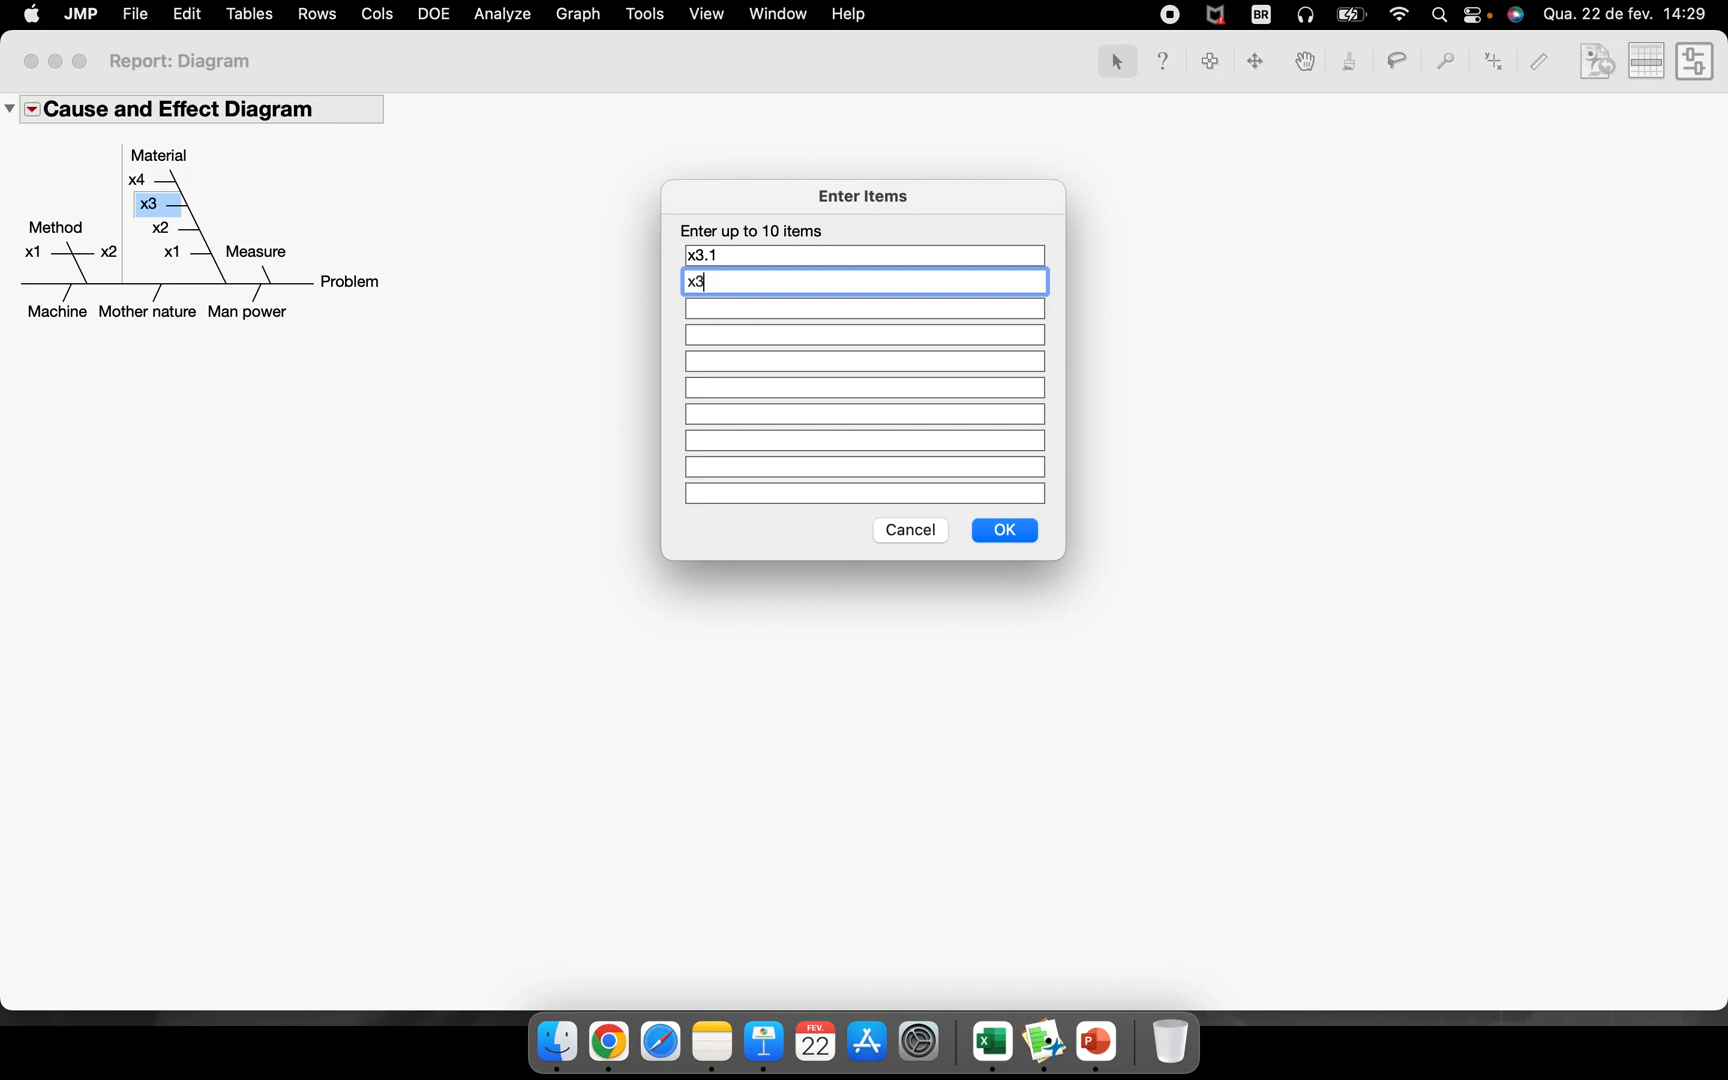 JMP File Edit Tables Rows Cols DOE Analyze Graph Tools View Window Help BR Qua. 22 de fev. 14:29
Report: Diagram
JMP
Cause and Effect Diagram
Material
x4
x3
Method
x2
x1
x2
x1
Measure
Problem
Machine Mother nature Man power
Enter Items
Enter up to 10 items
x3.1
x3
Cancel OK
FEV.
22
X
P